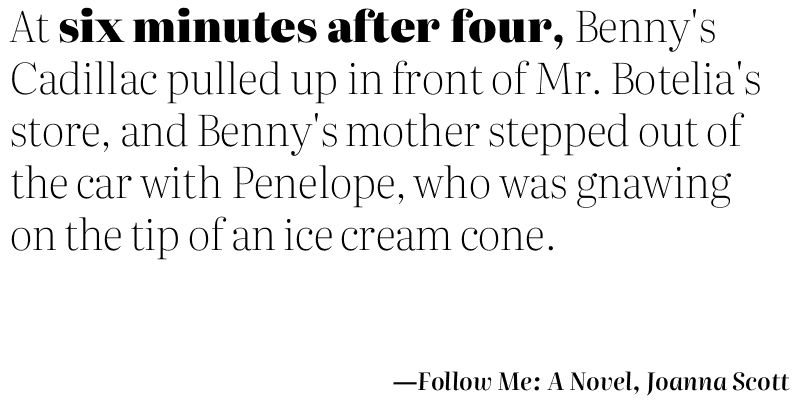 At six minutes after four, Benny's
Cadillac pulled up in front of Mr. Botelia's
store, and Benny's mother stepped out of
the car with Penelope, who was gnawing
on the tip of an ice cream cone.
—Follow Me: A Novel, Joanna Scott